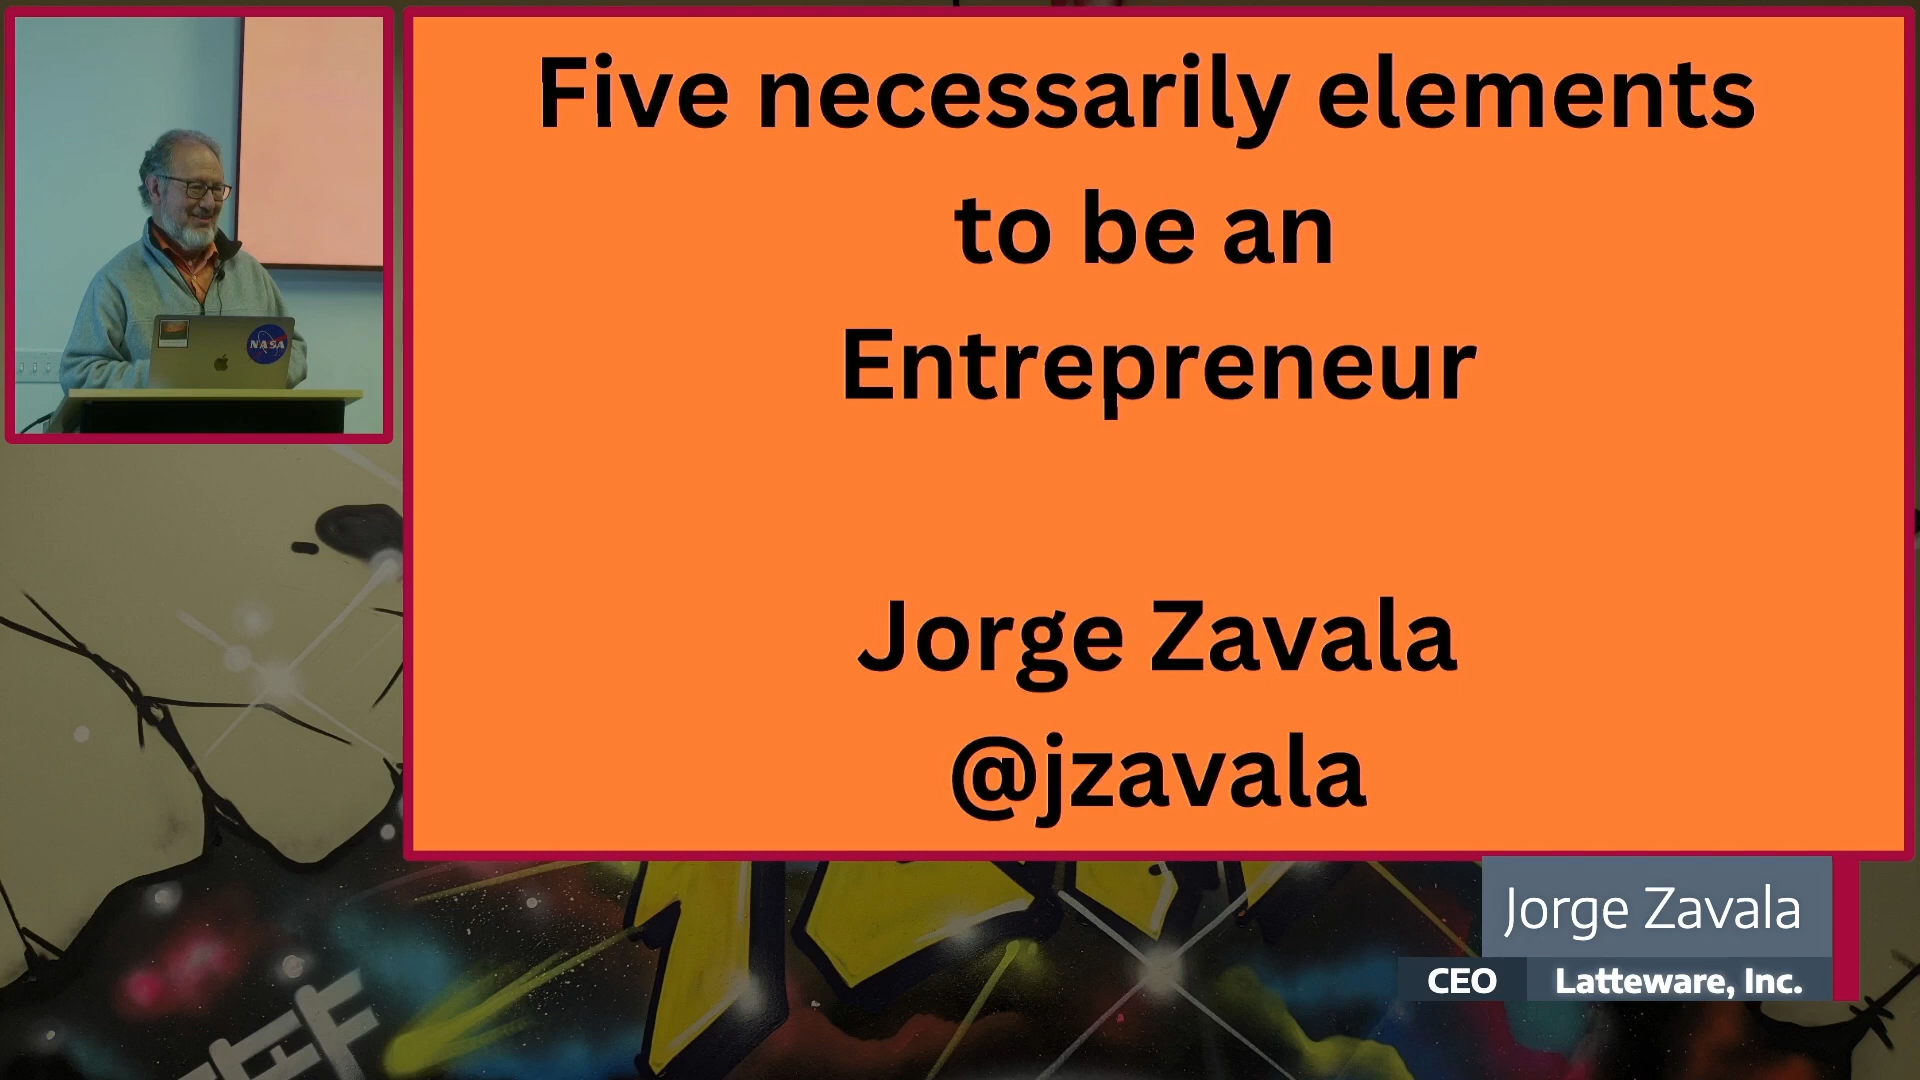 Five necessarily elements
to be an
Entrepreneur
Jorge Zavala
@jzavala
NASA
Jorge Zavala
CEO Latteware, Inc.